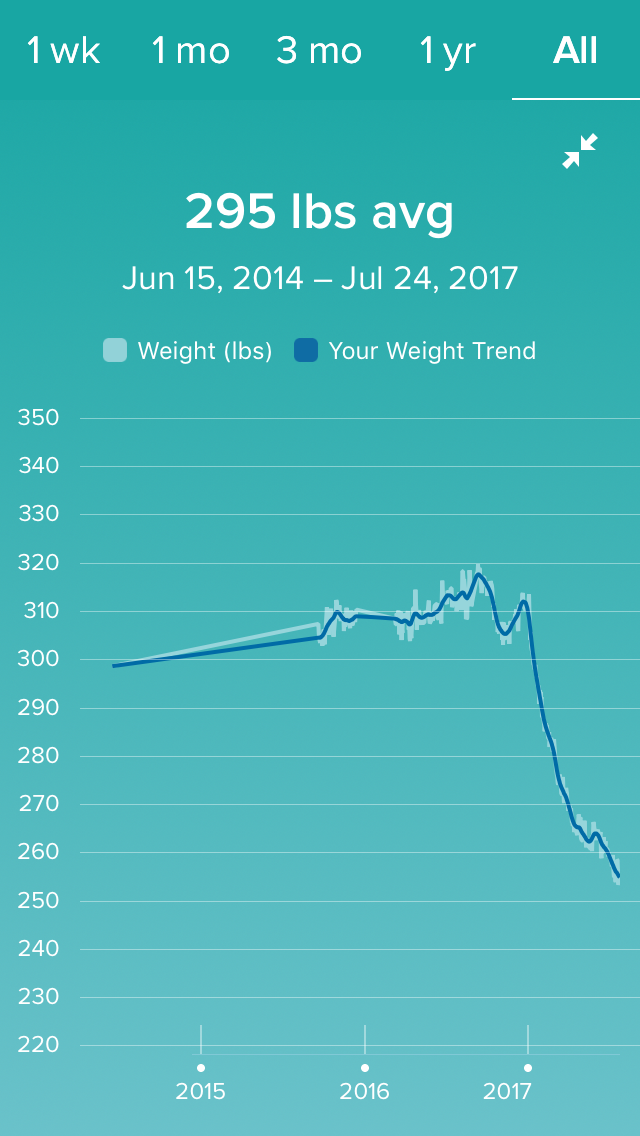 1 wk 1 mo 3 mo 1 yr All
295 lbs avg
Jun 15, 2014 – Jul 24, 2017
Weight (lbs) Your Weight Trend
350
340
330
320
310
300
290
280
270
260
250
240
230
220
2015 2016 2017